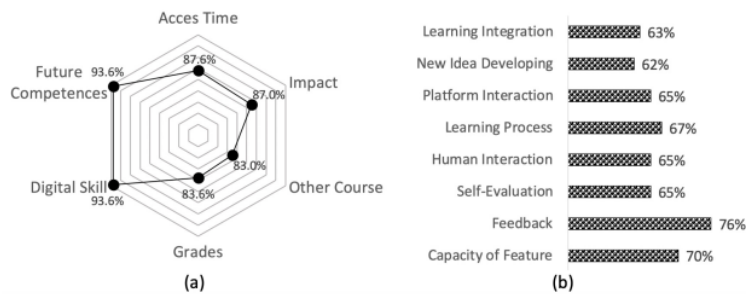 Acces Time
87.6%
Impact
87.0%
Other Course
83.0%
Grades
83.6%
Digital Skill
93.6%
Future
Competences
93.6%
(a)
Learning Integration 63%
New Idea Developing 62%
Platform Interaction 65%
Learning Process 67%
Human Interaction 65%
Self-Evaluation 65%
Feedback 76%
Capacity of Feature 70%
(b)